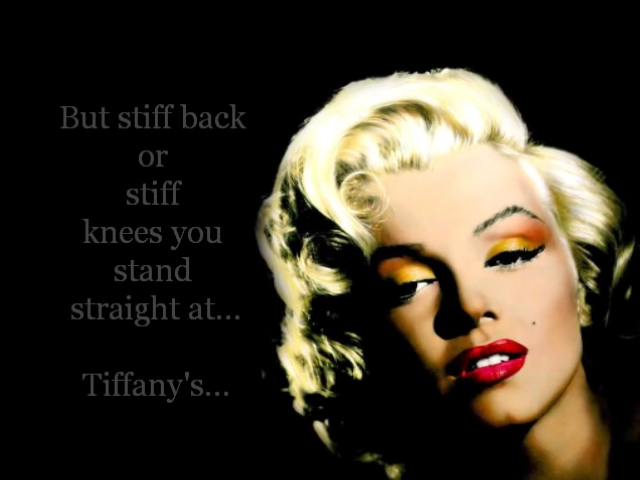 But stiff back
or
stiff
knees you
stand
straight at...
Tiffany's...